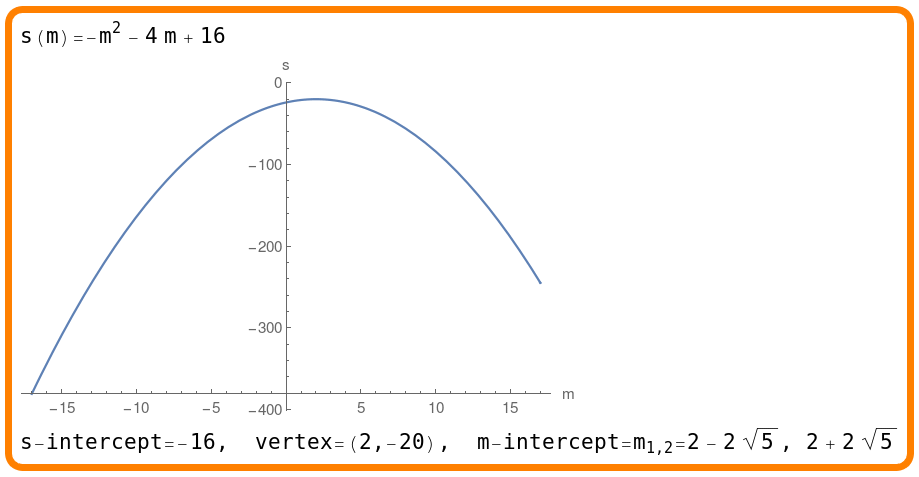 s(m)=-m² - 4 m + 16
s
0
-100
-200
-300
-400
-15 -10 -5 5 10 15 m
s-intercept=-16, vertex=(2,-20), m-intercept=m₁,₂=2 - 2 √5, 2 + 2 √5